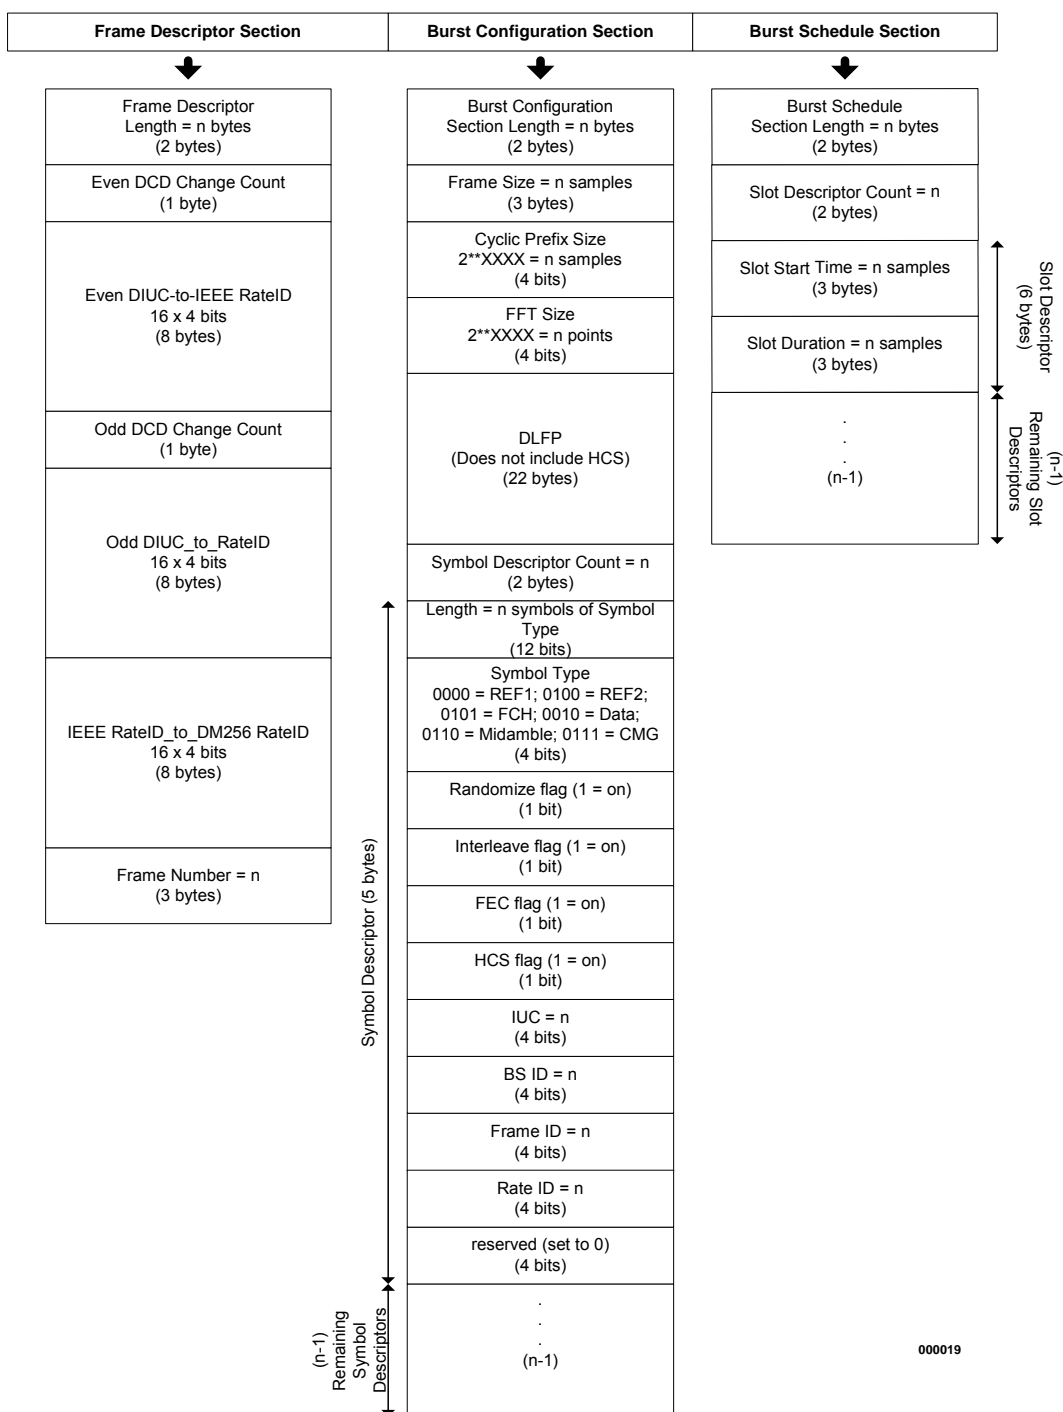 Frame Descriptor Section
Burst Configuration Section
Burst Schedule Section
Frame Descriptor
Length = n bytes
(2 bytes)
Even DCD Change Count
(1 byte)
Even DIUC-to-IEEE RateID
16 x 4 bits
(8 bytes)
Odd DCD Change Count
(1 byte)
Odd DIUC_to_RateID
16 x 4 bits
(8 bytes)
IEEE RateID_to_DM256 RateID
16 x 4 bits
(8 bytes)
Frame Number = n
(3 bytes)
Burst Configuration
Section Length = n bytes
(2 bytes)
Frame Size = n samples
(3 bytes)
Cyclic Prefix Size
2**XXXX = n samples
(4 bits)
FFT Size
2**XXXX = n points
(4 bits)
DLFP
(Does not include HCS)
(22 bytes)
Symbol Descriptor Count = n
(2 bytes)
Length = n symbols of Symbol
Type
(12 bits)
Symbol Type
0000 = REF1; 0100 = REF2;
0101 = FCH; 0010 = Data;
0110 = Midamble; 0111 = CMG
(4 bits)
Randomize flag (1 = on)
(1 bit)
Interleave flag (1 = on)
(1 bit)
FEC flag (1 = on)
(1 bit)
HCS flag (1 = on)
(1 bit)
IUC = n
(4 bits)
BS ID = n
(4 bits)
Frame ID = n
(4 bits)
Rate ID = n
(4 bits)
reserved (set to 0)
(4 bits)
.
.
.
(n-1)
Symbol Descriptor (5 bytes)
(n-1)
Remaining
Symbol
Descriptors
Burst Schedule
Section Length = n bytes
(2 bytes)
Slot Descriptor Count = n
(2 bytes)
Slot Start Time = n samples
(3 bytes)
Slot Duration = n samples
(3 bytes)
.
.
.
(n-1)
Slot Descriptor
(6 bytes)
(n-1)
Remaining Slot
Descriptors
000019